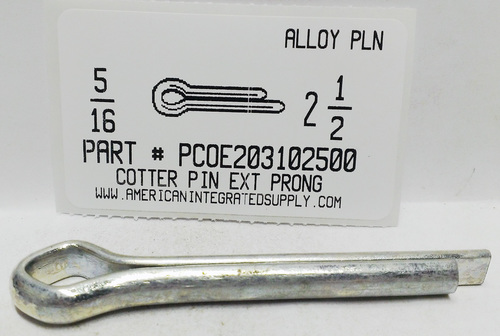 ALLOY PLN
5/16
2 1/2
PART # PCOE203102500
COTTER PIN EXT PRONG
WWW.AMERICANINTEGRATEDSUPPLY.COM